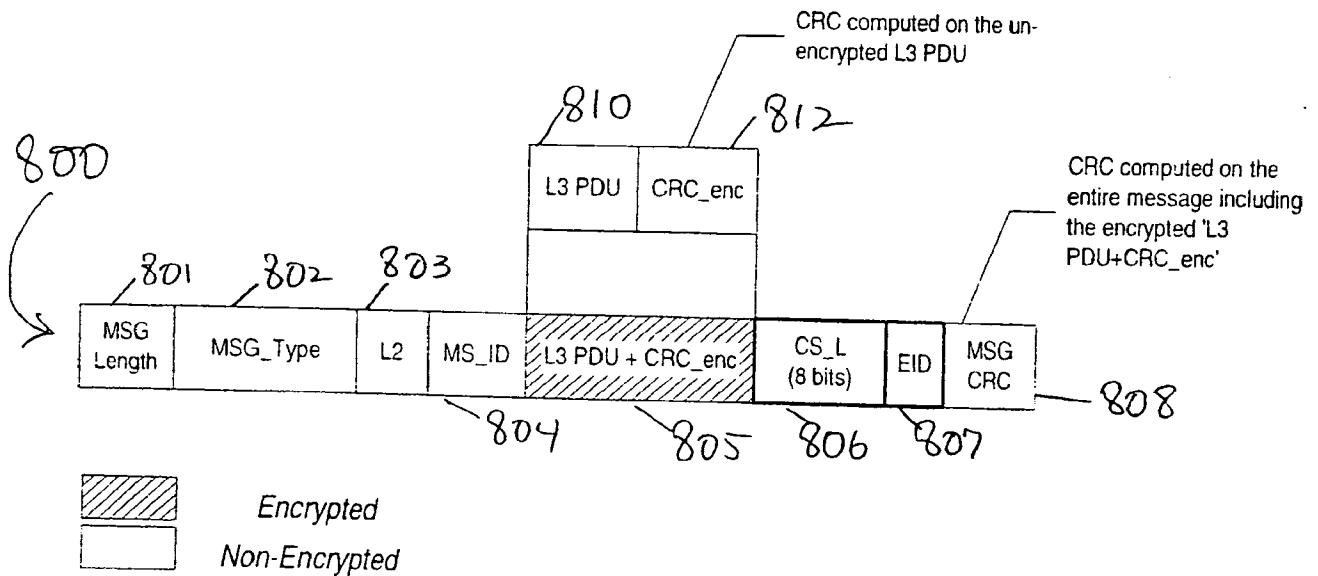 CRC computed on the un-
encrypted L3 PDU
810
812
800
L3 PDU
CRC_enc
CRC computed on the
entire message including
the encrypted 'L3
PDU+CRC_enc'
801
802
803
MSG
Length
MSG_Type
L2
MS_ID
L3 PDU + CRC_enc
CS_L
(8 bits)
EID
MSG
CRC
804
805
806
807
808
Encrypted
Non-Encrypted